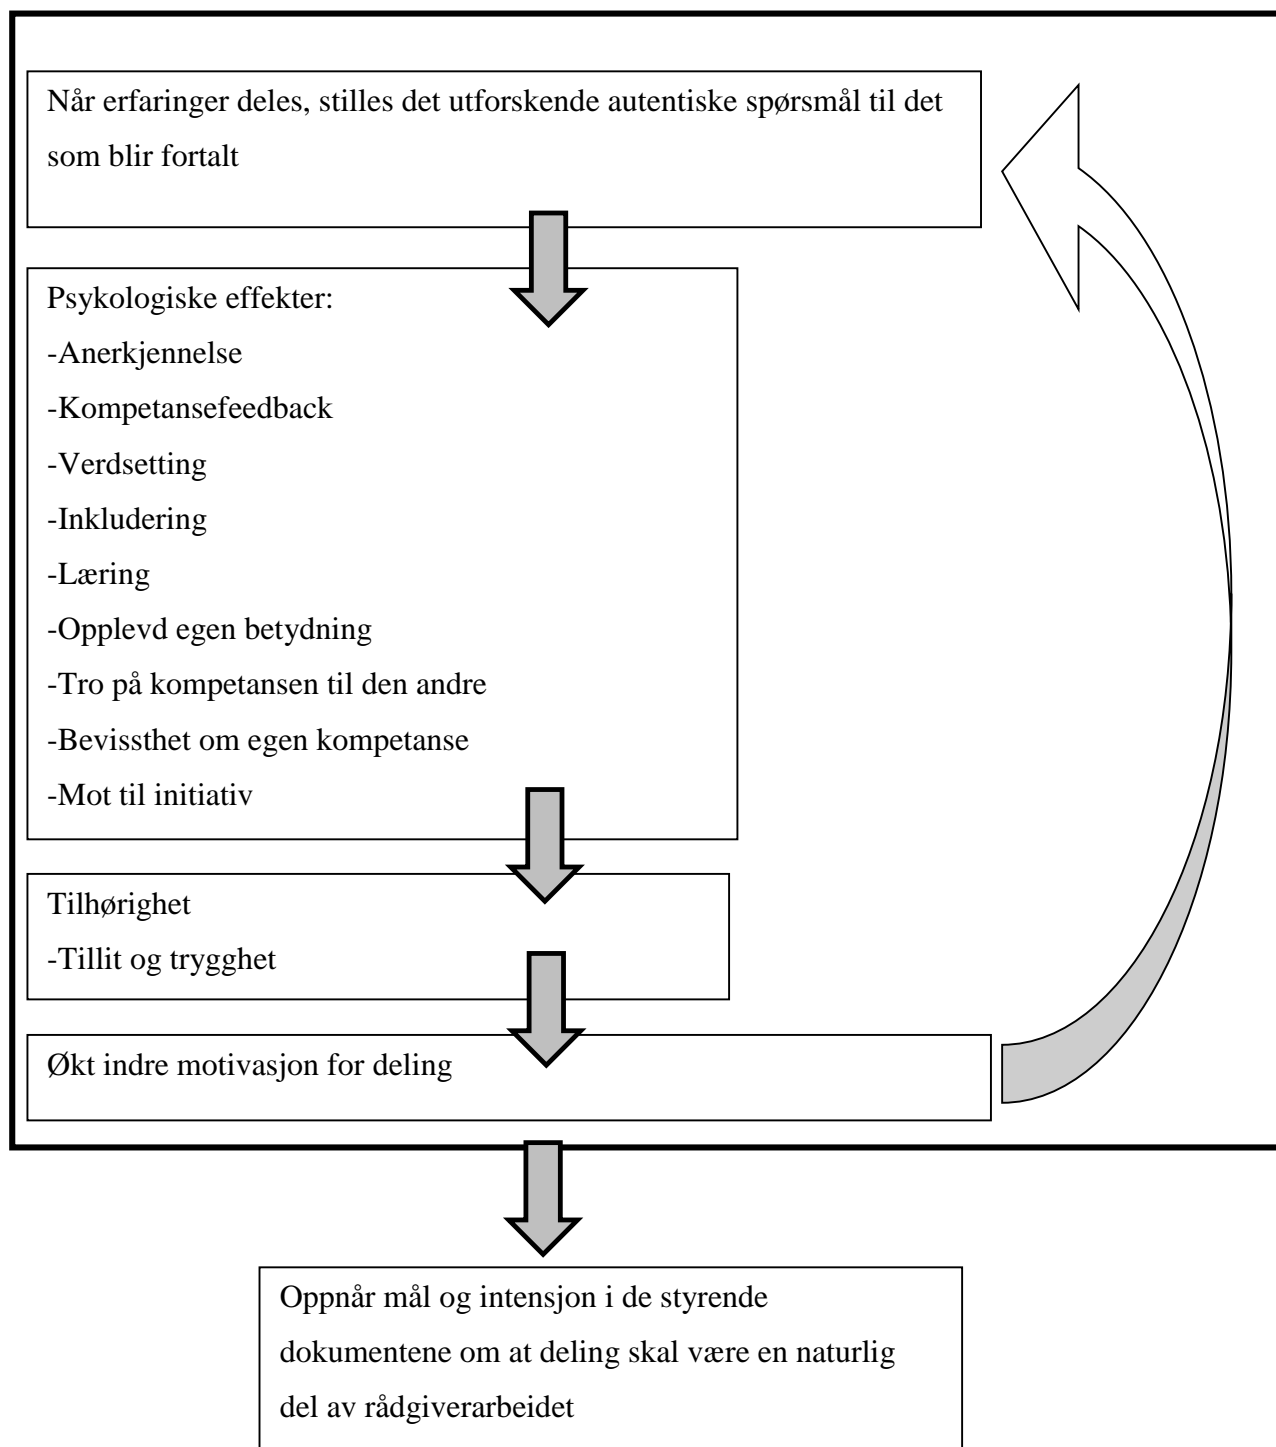 Når erfaringer deles, stilles det utforskende autentiske spørsmål til det
som blir fortalt
Psykologiske effekter:
-Anerkjennelse
-Kompetansefeedback
-Verdsetting
-Inkludering
-Læring
-Opplevd egen betydning
-Tro på kompetansen til den andre
-Bevissthet om egen kompetanse
-Mot til initiativ
Tilhørighet
-Tillit og trygghet
Økt indre motivasjon for deling
Oppnår mål og intensjon i de styrende
dokumentene om at deling skal være en naturlig
del av rådgiverarbeidet